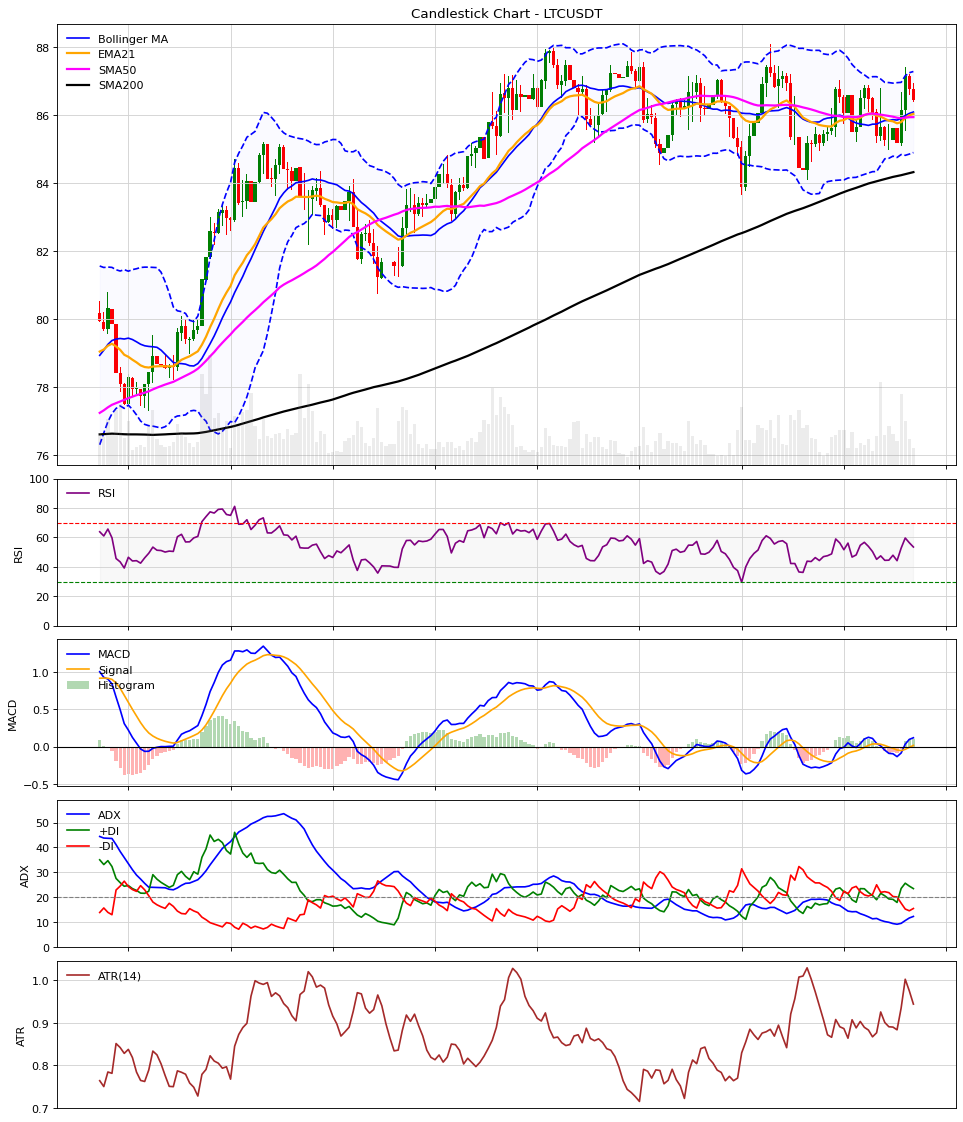 Candlestick Chart - LTCUSDT
Bollinger MA
EMA21
SMA50
SMA200
88
86
84
82
80
78
76
RSI
100
80
60
40
20
0
RSI
MACD
Signal
Histogram
1.0
0.5
0.0
−0.5
MACD
ADX
+DI
-DI
50
40
30
20
10
0
ADX
ATR(14)
1.0
0.9
0.8
0.7
ATR